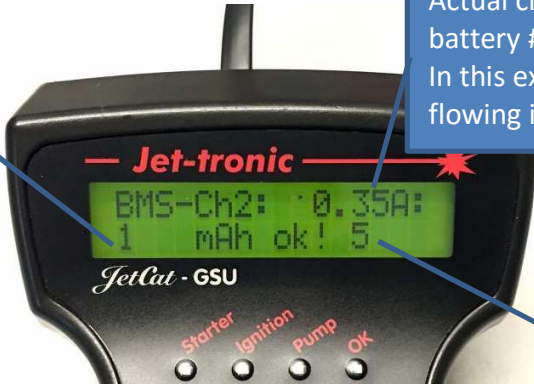 Actual c
battery #
In this ex
flowing i
Jet-tronic
BMS-Ch2: 0.35A:
1 mAh ok! 5
JetCat - GSU
Starter Ignition Pump OK